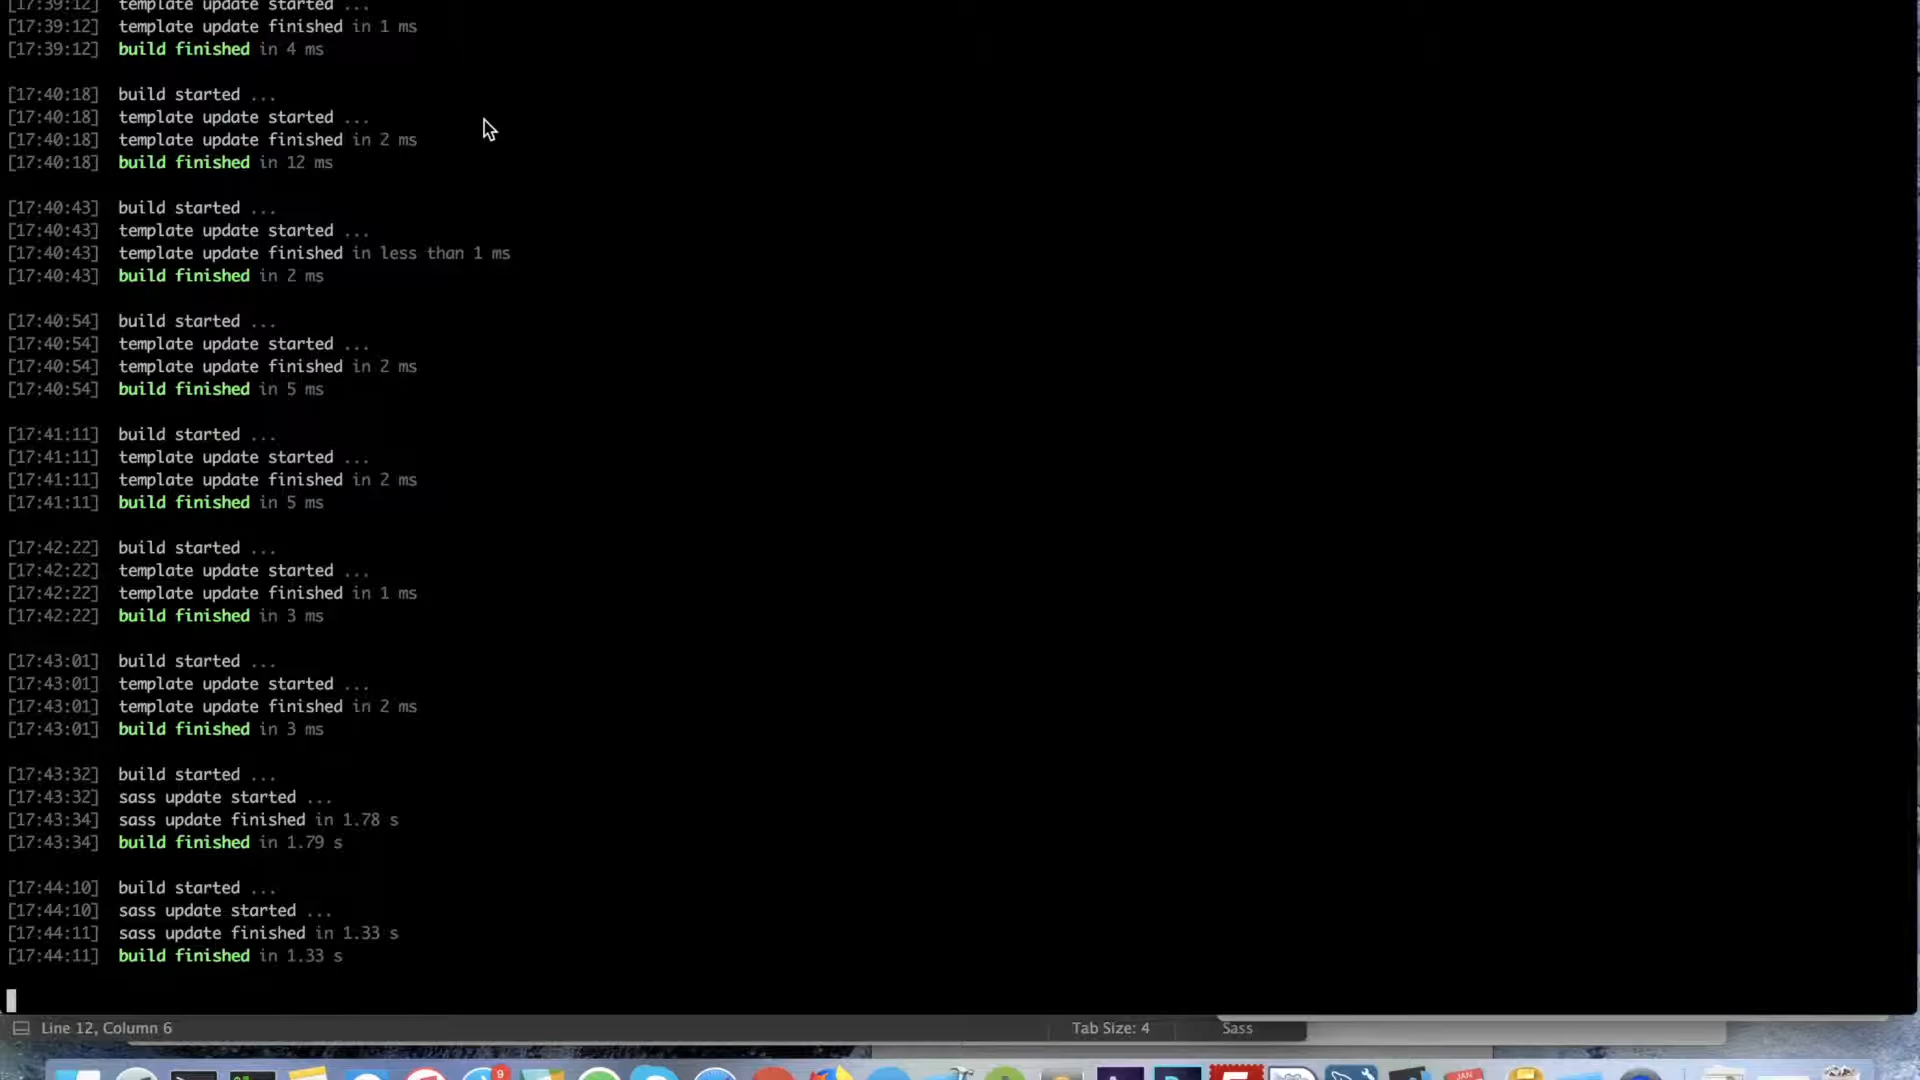 [17:39:12] template update started ...
[17:39:12] template update finished in 1 ms
[17:39:12] build finished in 4 ms
[17:40:18] build started ...
[17:40:18] template update started ...
[17:40:18] template update finished in 2 ms
[17:40:18] build finished in 12 ms
[17:40:43] build started ...
[17:40:43] template update started ...
[17:40:43] template update finished in less than 1 ms
[17:40:43] build finished in 2 ms
[17:40:54] build started ...
[17:40:54] template update started ...
[17:40:54] template update finished in 2 ms
[17:40:54] build finished in 5 ms
[17:41:11] build started ...
[17:41:11] template update started ...
[17:41:11] template update finished in 2 ms
[17:41:11] build finished in 5 ms
[17:42:22] build started ...
[17:42:22] template update started ...
[17:42:22] template update finished in 1 ms
[17:42:22] build finished in 3 ms
[17:43:01] build started ...
[17:43:01] template update started ...
[17:43:01] template update finished in 2 ms
[17:43:01] build finished in 3 ms
[17:43:32] build started ...
[17:43:32] sass update started ...
[17:43:34] sass update finished in 1.78 s
[17:43:34] build finished in 1.79 s
[17:44:10] build started ...
[17:44:10] sass update started ...
[17:44:11] sass update finished in 1.33 s
[17:44:11] build finished in 1.33 s
Line 12, Column 6 Tab Size: 4 Sass
9 JAN